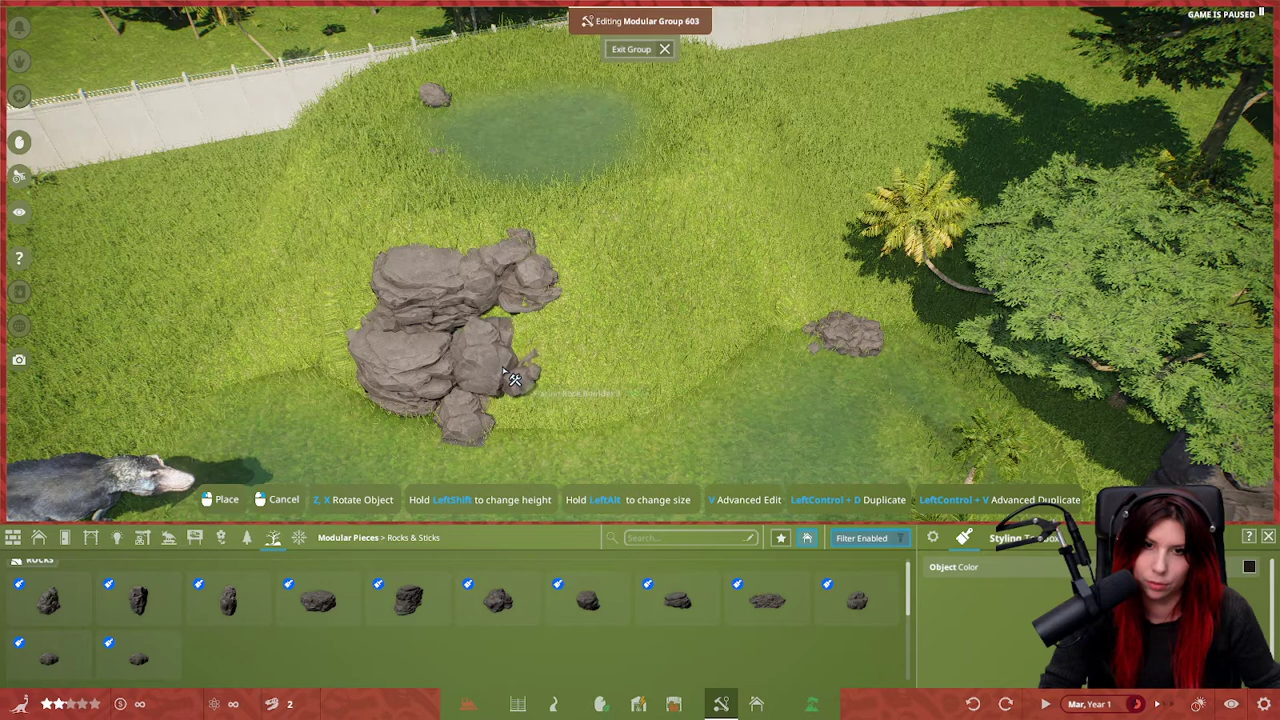 Editing Modular Group 603
GAME IS PAUSED
Exit Group
Place
Cancel
Z, X Rotate Object
Hold LeftShift to change height
Hold LeftAlt to change size
V Advanced Edit
LeftControl + D Duplicate
LeftControl + V Advanced Duplicate
Modular Pieces > Rocks & Sticks
Search...
Filter Enabled
ROCKS
Object Color
∞
∞
2
Mar, Year 1